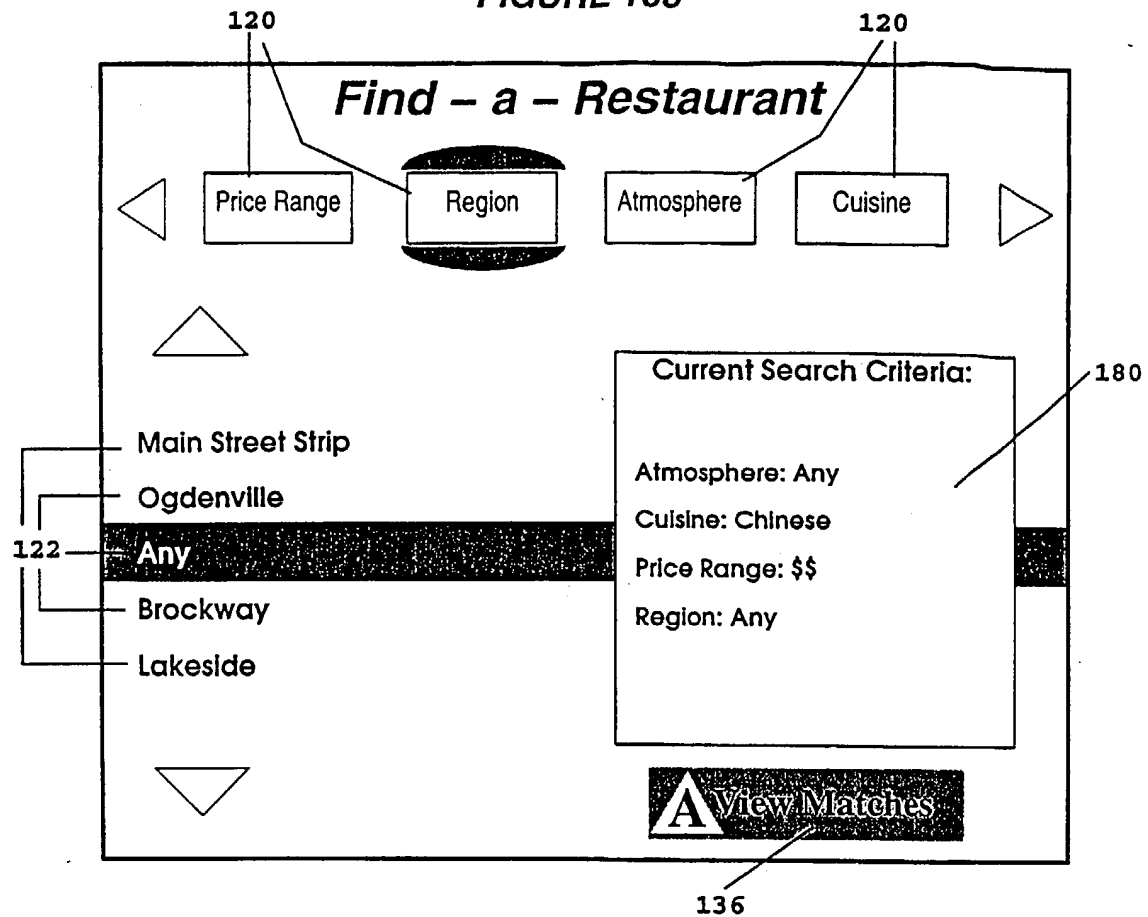 120
120
Find – a – Restaurant
Price Range
Region
Atmosphere
Cuisine
Current Search Criteria:
180
Main Street Strip
Atmosphere: Any
Ogdenville
Cuisine: Chinese
122
Any
Price Range: $$
Brockway
Region: Any
Lakeside
A View Matches
136